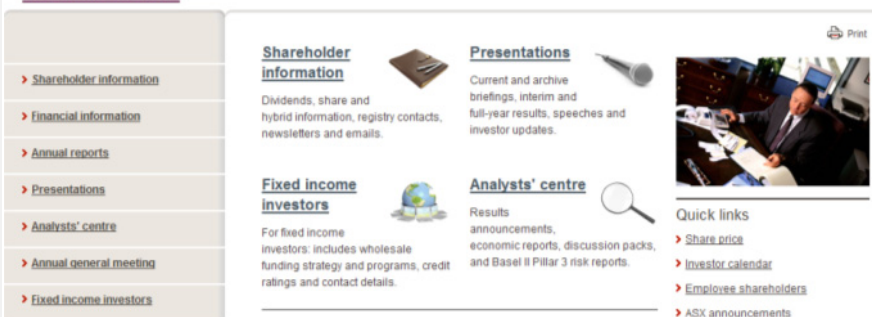 Print
Shareholder information
Financial information
Annual reports
Presentations
Analysts' centre
Annual general meeting
Fixed income investors
Shareholder
information
Dividends, share and
hybrid information, registry contacts,
newsletters and emails.
Presentations
Current and archive
briefings, interim and
full-year results, speeches and
investor updates.
Fixed income
investors
For fixed income
investors: includes wholesale
funding strategy and programs, credit
ratings and contact details.
Analysts' centre
Results
announcements,
economic reports, discussion packs,
and Basel II Pillar 3 risk reports.
Quick links
Share price
Investor calendar
Employee shareholders
ASX announcements